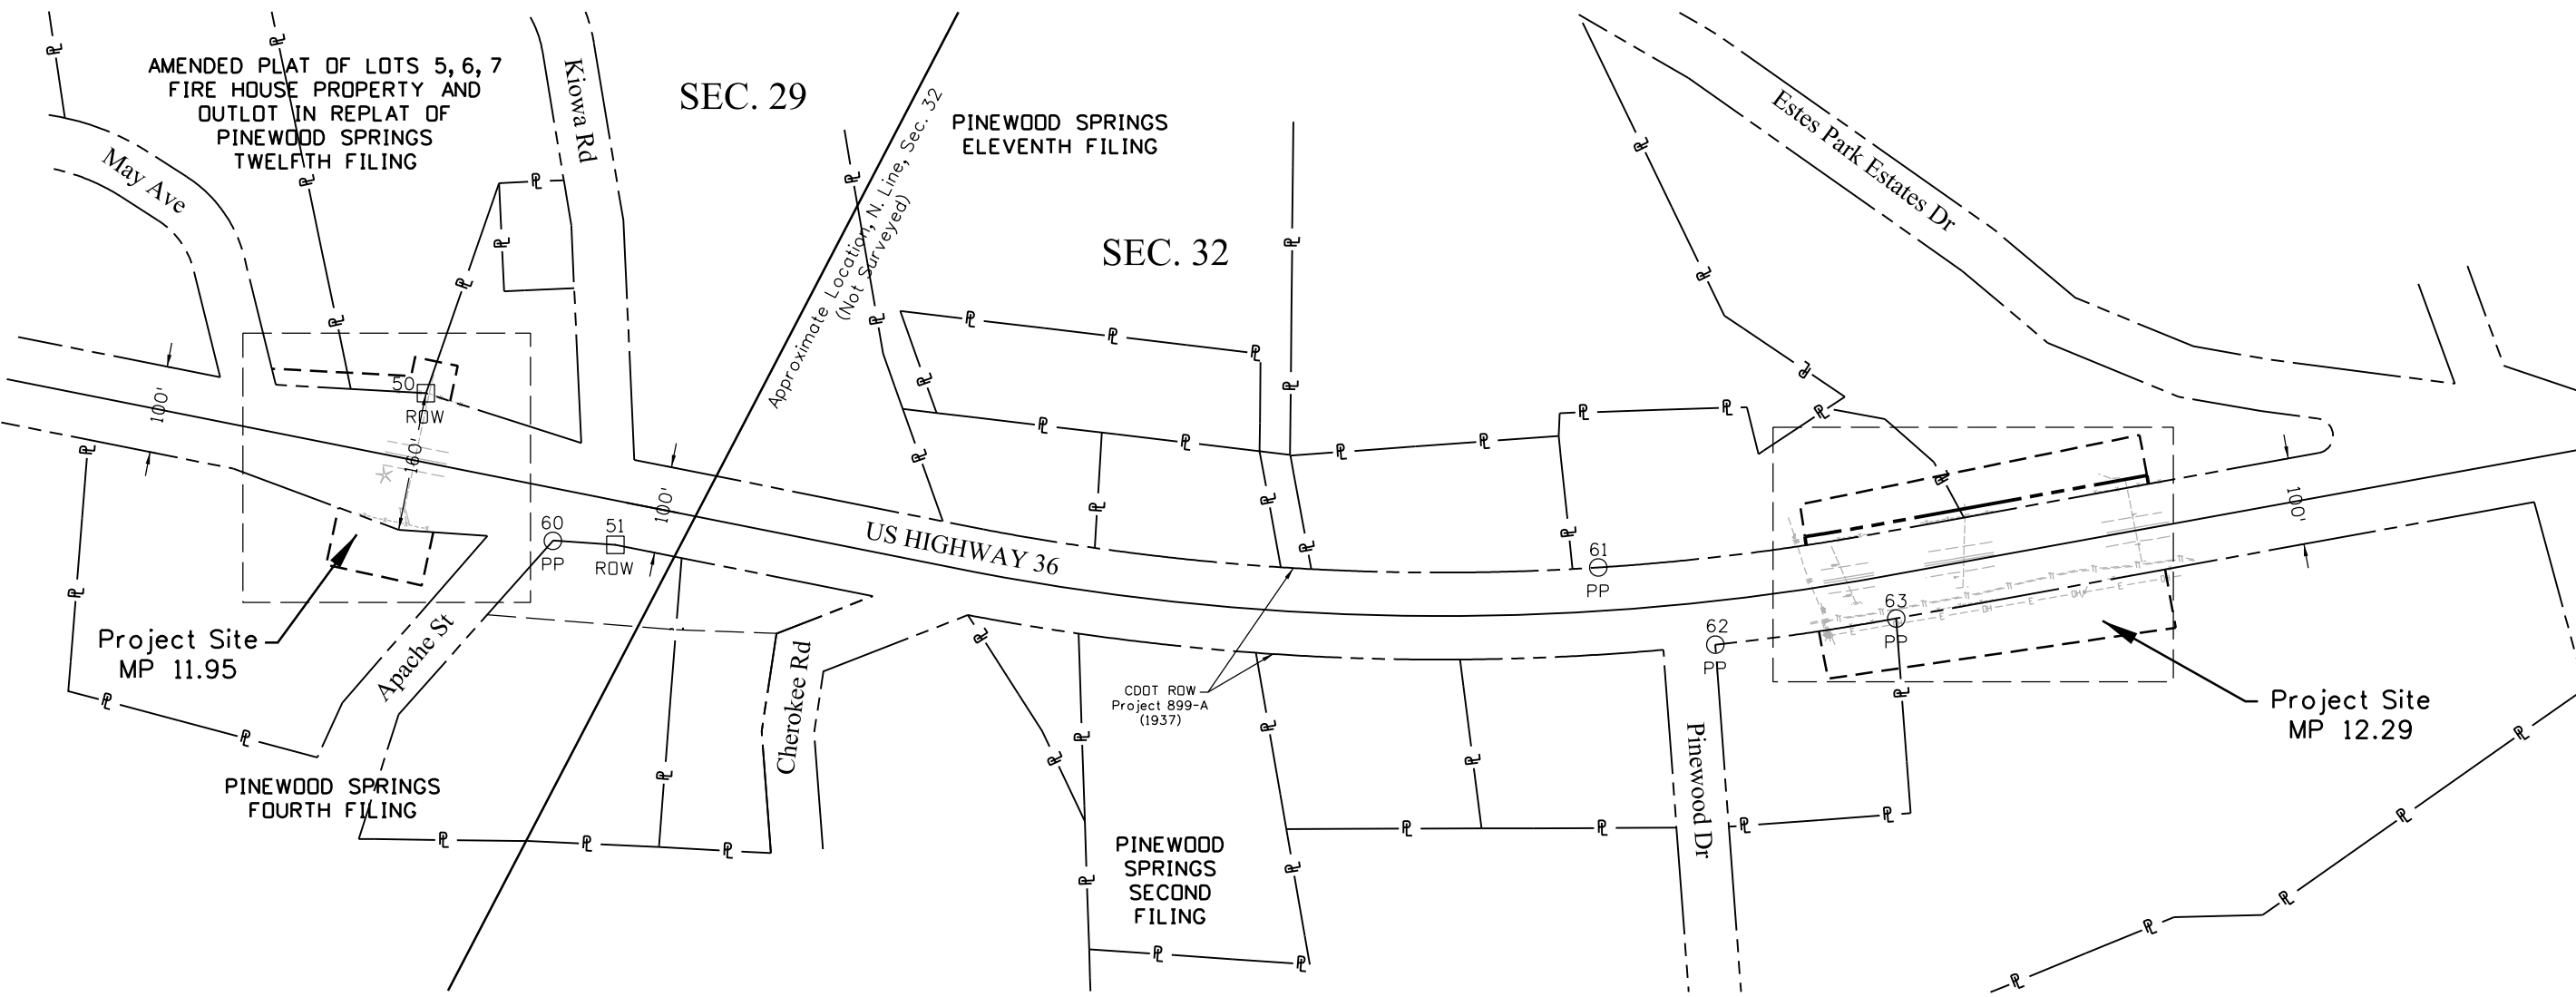 AMENDED PLAT OF LOTS 5, 6, 7
FIRE HOUSE PROPERTY AND
OUTLOT IN REPLAT OF
PINEWOOD SPRINGS
TWELFTH FILING
May Ave
Kiowa Rd
SEC. 29
Approximate Location, N. Line, Sec. 32
(Not Surveyed)
PINEWOOD SPRINGS
ELEVENTH FILING
SEC. 32
Estes Park Estates Dr
100'
50
ROW
160'
60
PP
51
ROW
100'
US HIGHWAY 36
61
PP
62
PP
63
PP
100'
Project Site
MP 11.95
Apache St
Cherokee Rd
CDOT ROW
Project 899-A
(1937)
Pinewood Dr
Project Site
MP 12.29
PINEWOOD SPRINGS
FOURTH FILING
PINEWOOD
SPRINGS
SECOND
FILING